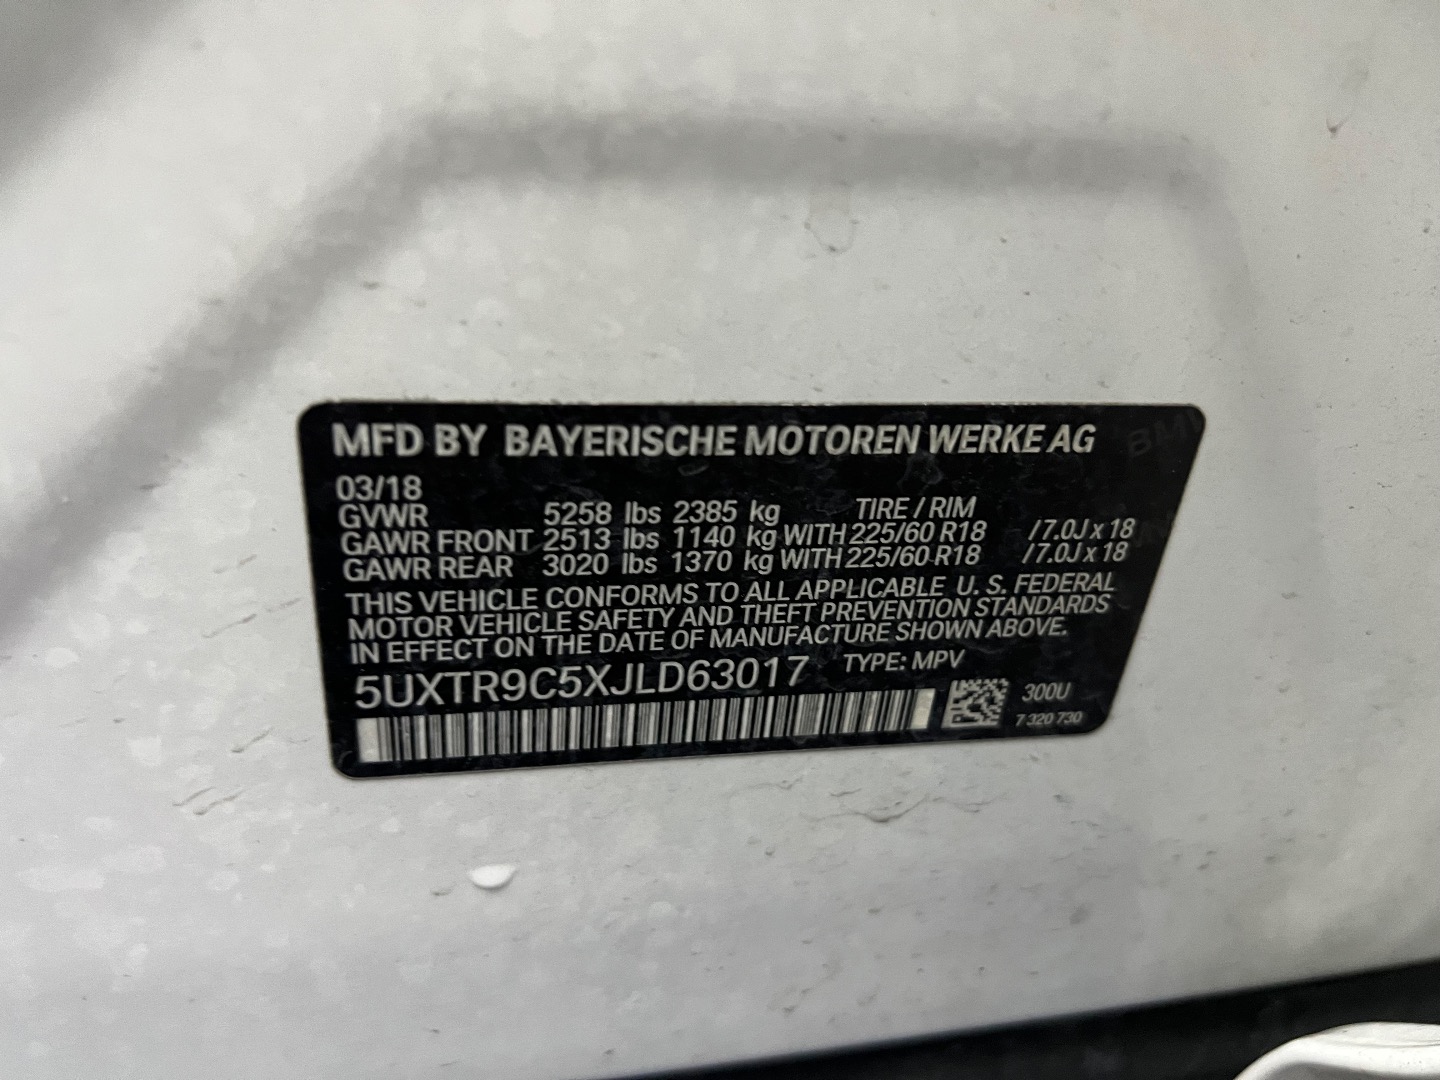 MFD BY BAYERISCHE MOTOREN WERKE AG
03/18
GVWR 5258 lbs 2385 kg TIRE / RIM
GAWR FRONT 2513 lbs 1140 kg WITH 225/60 R18 / 7.0J x 18
GAWR REAR 3020 lbs 1370 kg WITH 225/60 R18 / 7.0J x 18
THIS VEHICLE CONFORMS TO ALL APPLICABLE U. S. FEDERAL
MOTOR VEHICLE SAFETY AND THEFT PREVENTION STANDARDS
IN EFFECT ON THE DATE OF MANUFACTURE SHOWN ABOVE.
5UXTR9C5XJLD63017 TYPE: MPV
300U
7 320 730